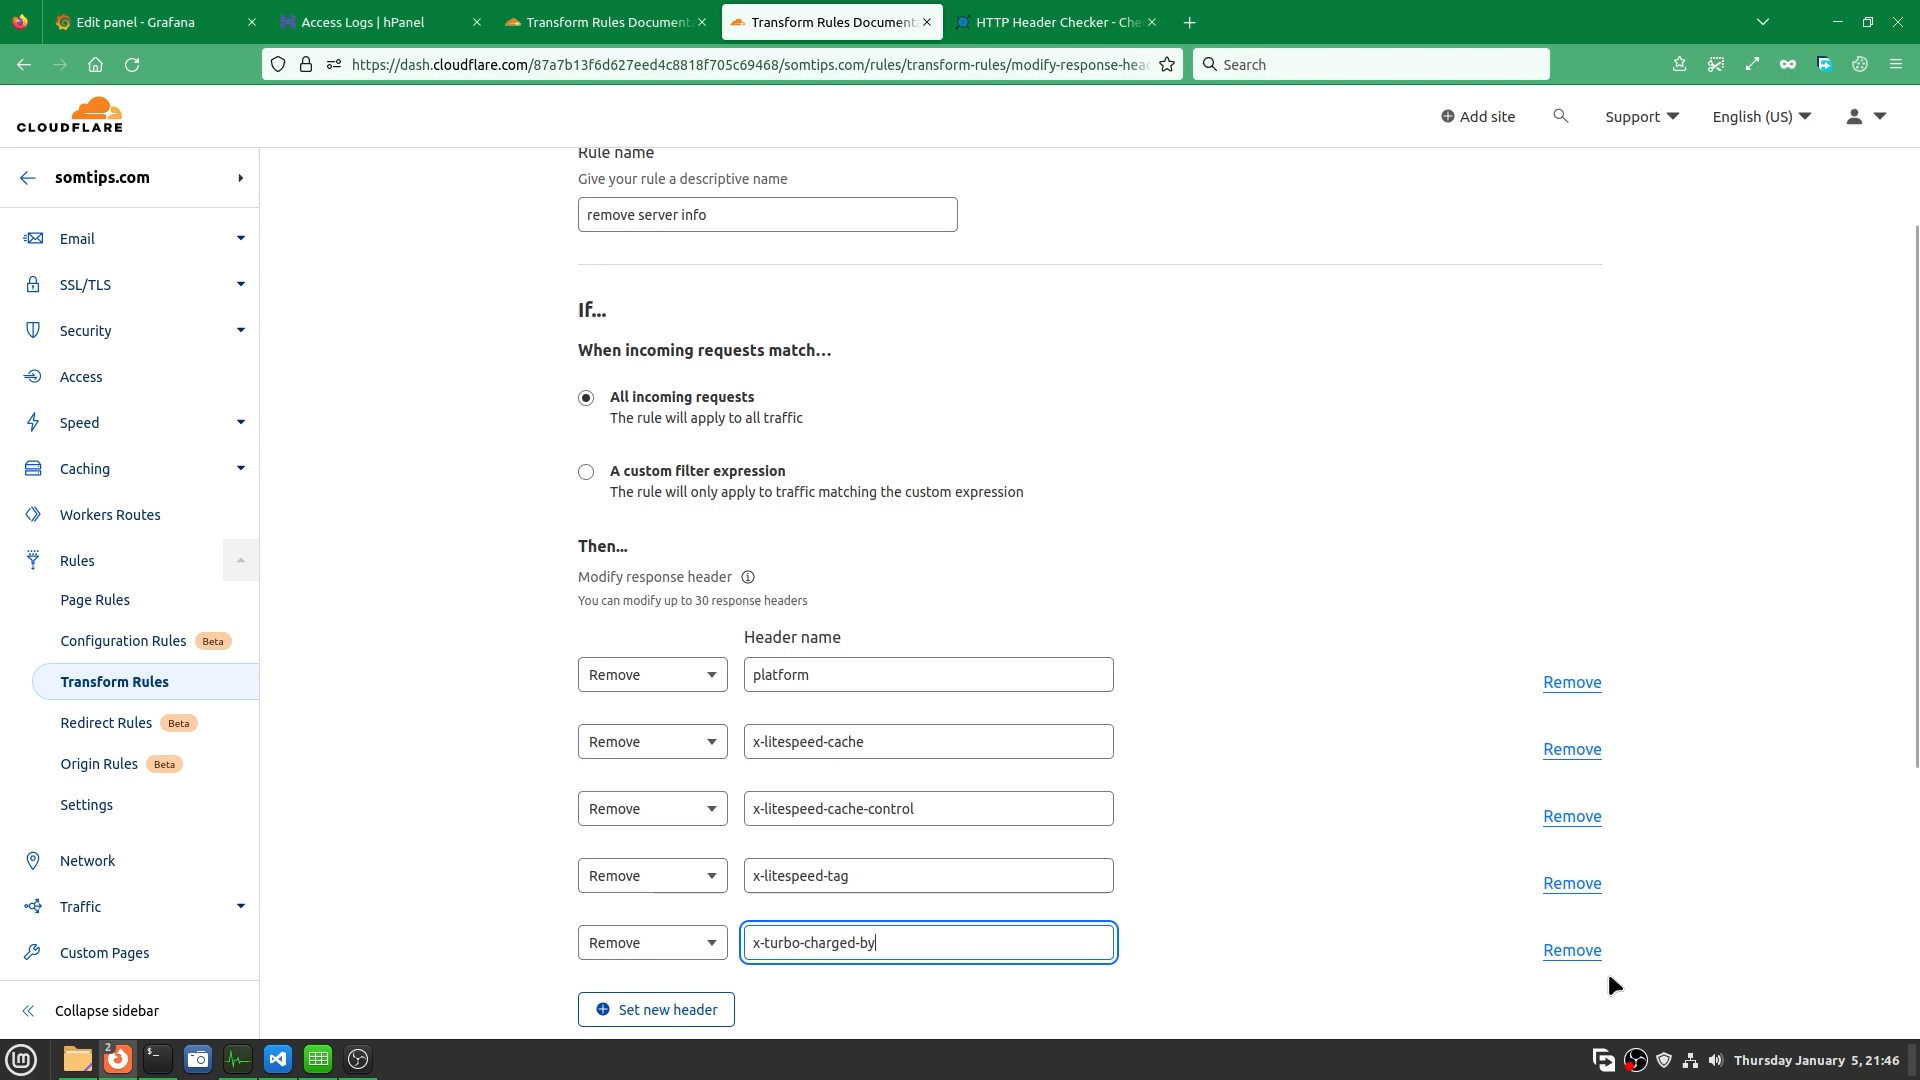 Edit panel - Grafana
Access Logs | hPanel
Transform Rules Document
Transform Rules Document
HTTP Header Checker - Che
https://dash.cloudflare.com/87a7b13f6d627eed4c8818f705c69468/somtips.com/rules/transform-rules/modify-response-hea
Search
CLOUDFLARE
Add site
Support
English (US)
somtips.com
Email
SSL/TLS
Security
Access
Speed
Caching
Workers Routes
Rules
Page Rules
Configuration Rules Beta
Transform Rules
Redirect Rules Beta
Origin Rules Beta
Settings
Network
Traffic
Custom Pages
Collapse sidebar
Rule name
Give your rule a descriptive name
remove server info
If...
When incoming requests match...
All incoming requests
The rule will apply to all traffic
A custom filter expression
The rule will only apply to traffic matching the custom expression
Then...
Modify response header
You can modify up to 30 response headers
Header name
Remove platform Remove
Remove x-litespeed-cache Remove
Remove x-litespeed-cache-control Remove
Remove x-litespeed-tag Remove
Remove x-turbo-charged-by Remove
Set new header
2
Thursday January 5, 21:46